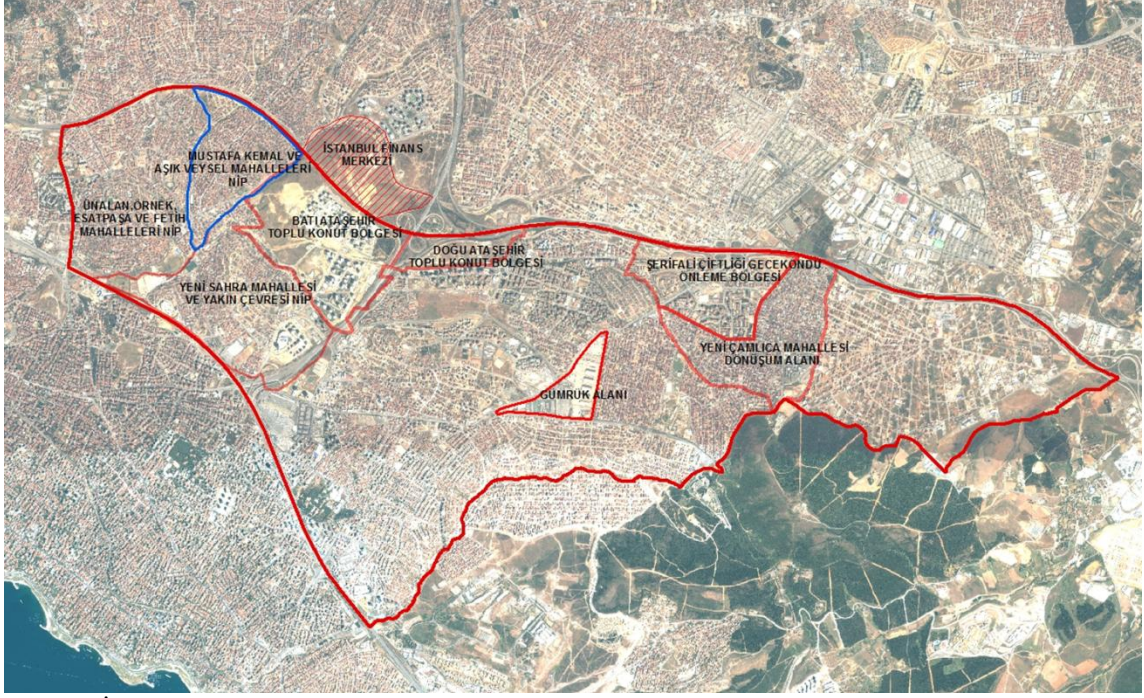 İSTANBUL FİNANS
MERKEZİ
MUSTAFA KEMAL VE
AŞIK VEYSEL MAHALLELERİ
NİP
ÜNALAN,ÖRNEK,
ESATPAŞA VE FETİH
MAHALLELERİ NİP
BATI ATAŞEHİR
TOPLU KONUT BÖLGESİ
DOĞU ATAŞEHİR
TOPLU KONUT BÖLGESİ
ŞERİFALİ ÇİFTLİĞİ GECEKONDU
ÖNLEME BÖLGESİ
YENİ SAHRA MAHALLESİ
VE YAKIN ÇEVRESİ NİP
YENİ ÇAMLICA MAHALLESİ
DÖNÜŞÜM ALANI
GÜMRÜK ALANI